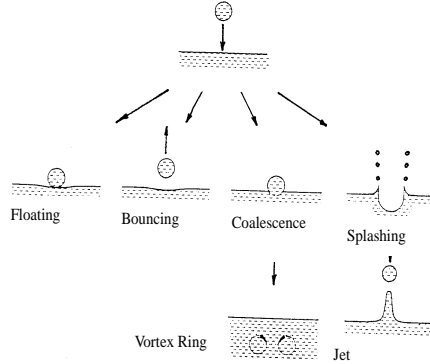 Floating
Bouncing
Coalescence
Splashing
Vortex Ring
Jet